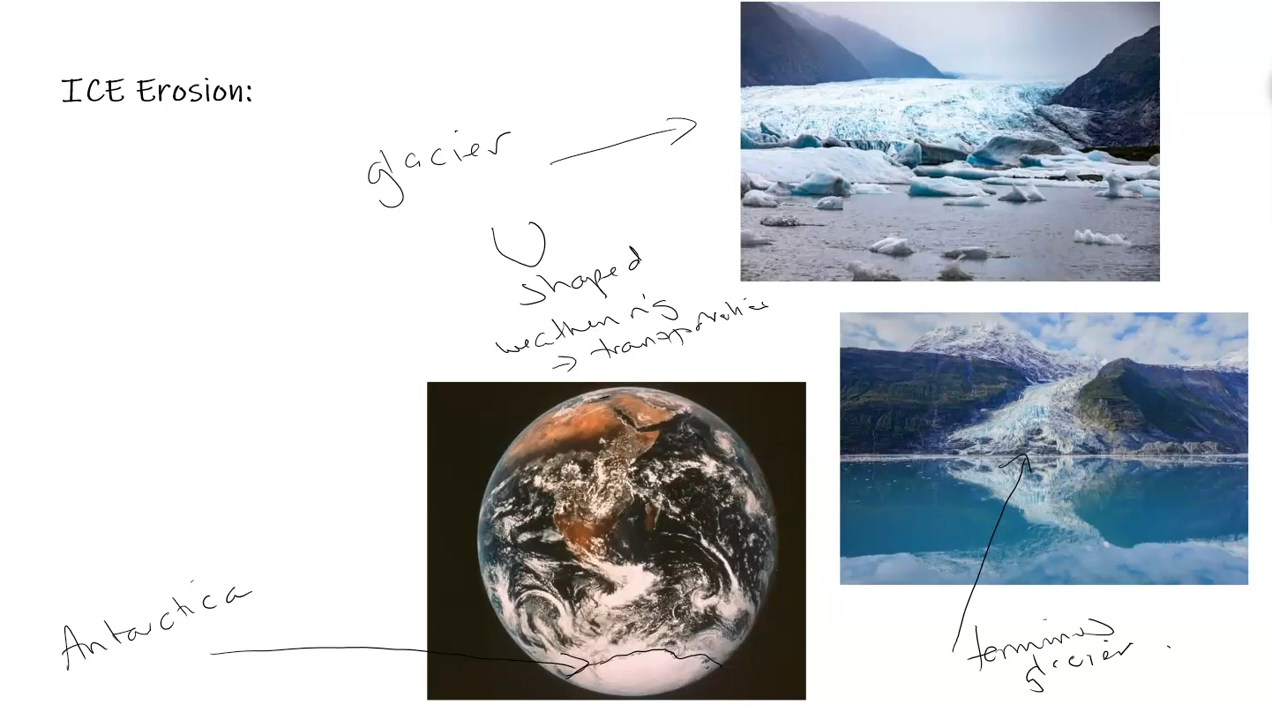 ICE Erosion:
glacier
U
shaped
weathering
→ transportation
Antarctica
terminus
glacier